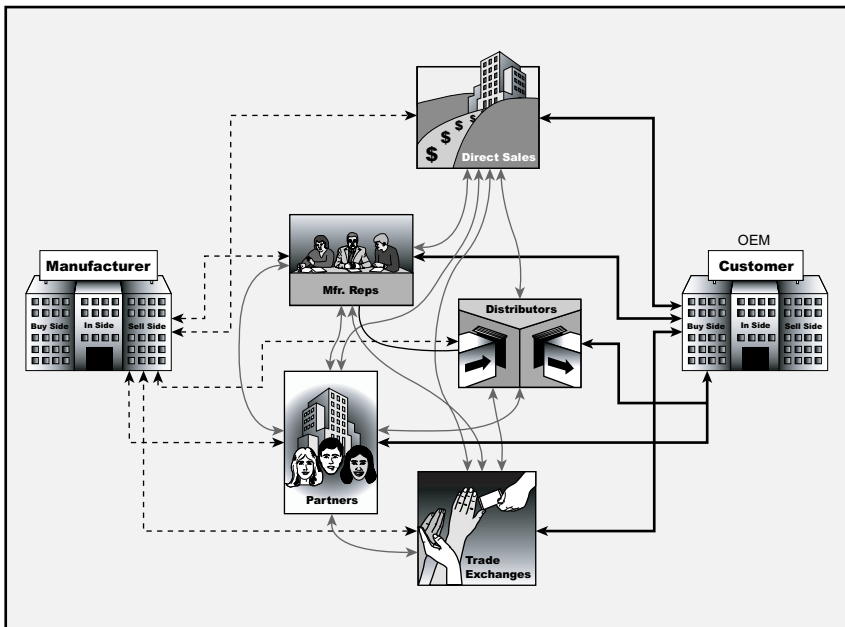 $ $ $ $
Direct Sales
Manufacturer
Buy Side
In Side
Sell Side
Mfr. Reps
OEM
Customer
Buy Side
In Side
Sell Side
Distributors
Partners
Trade
Exchanges